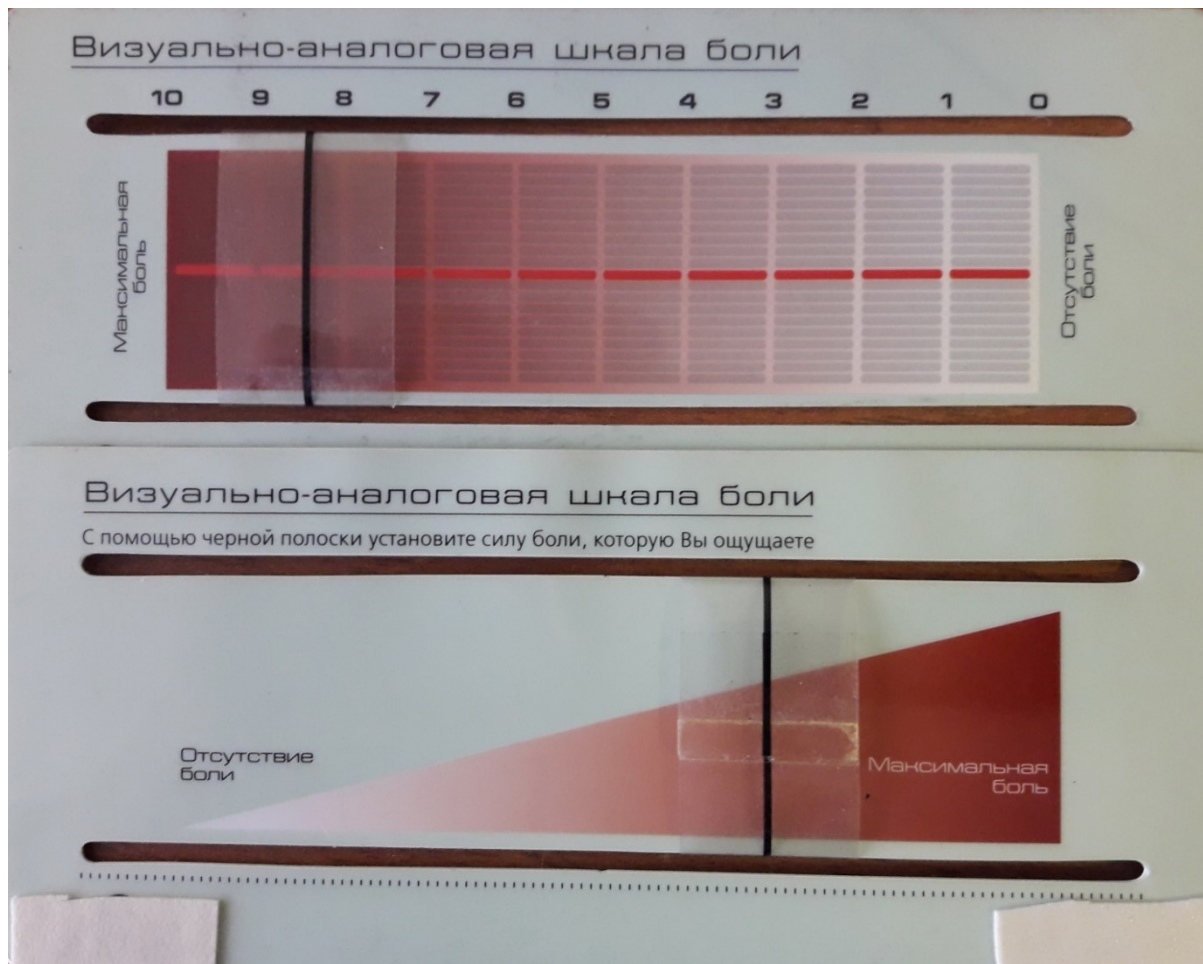 Визуально-аналоговая шкала боли
10 9 8 7 6 5 4 3 2 1 0
Максимальная
боль
Отсутствие
боли
Визуально-аналоговая шкала боли
С помощью черной полоски установите силу боли, которую Вы ощущаете
Отсутствие
боли
Максимальная
боль